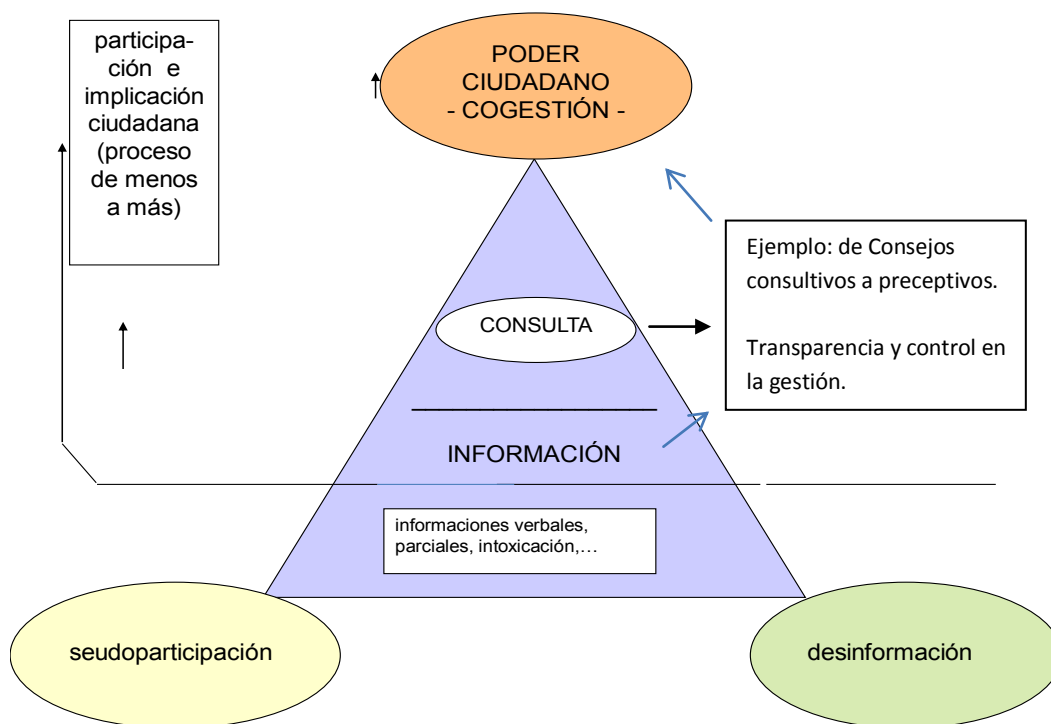 participa-
ción e
implicación
ciudadana
(proceso
de menos
a más)
PODER
CIUDADANO
- COGESTIÓN -
Ejemplo: de Consejos
consultivos a preceptivos.
Transparencia y control en
la gestión.
CONSULTA
INFORMACIÓN
informaciones verbales,
parciales, intoxicación,...
seudoparticipación
desinformación